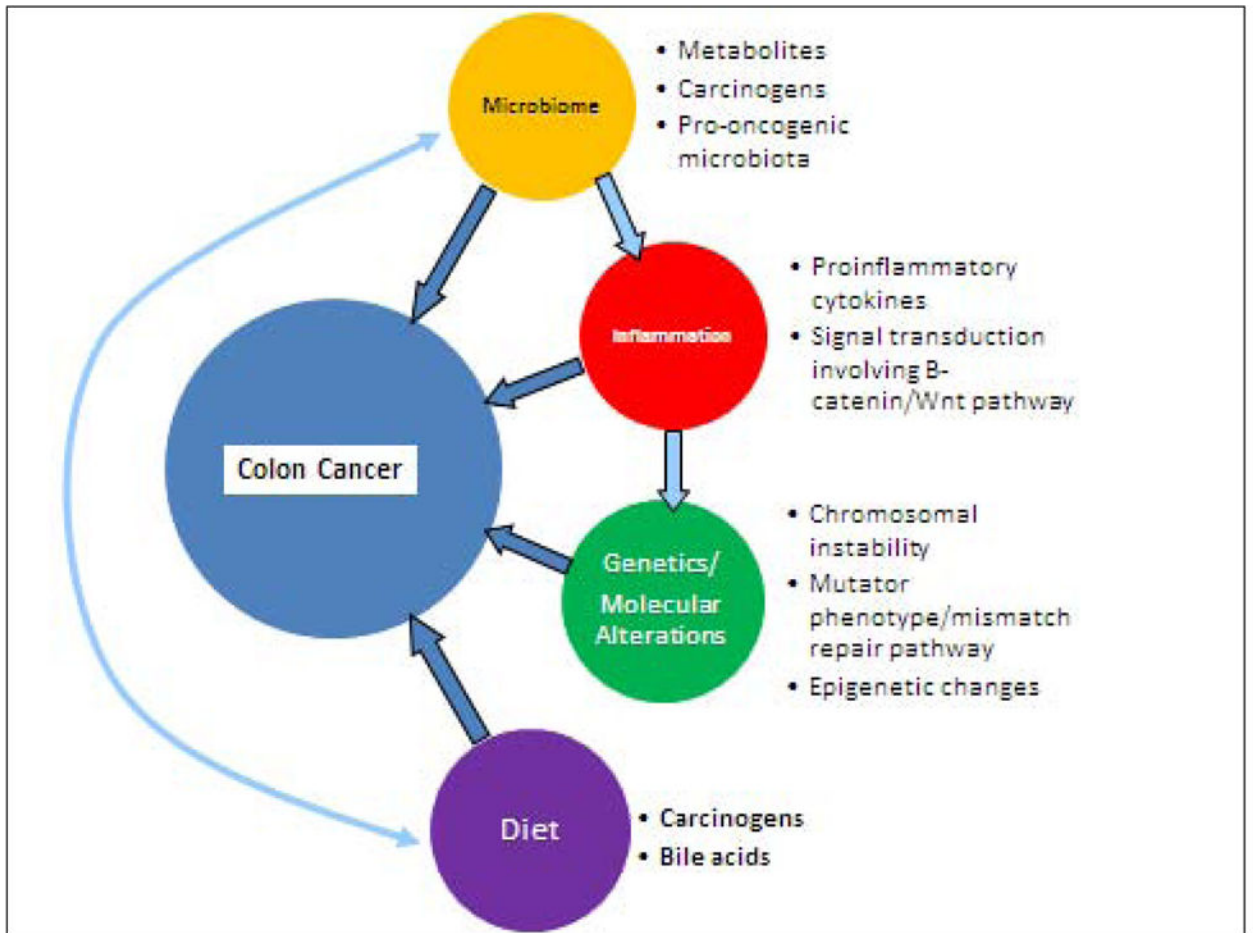 Microbiome
• Metabolites
• Carcinogens
• Pro-oncogenic
microbiota
Inflammation
• Proinflammatory
cytokines
• Signal transduction
involving B-
catenin/Wnt pathway
Colon Cancer
Genetics/
Molecular
Alterations
• Chromosomal
instability
• Mutator
phenotype/mismatch
repair pathway
• Epigenetic changes
Diet
• Carcinogens
• Bile acids